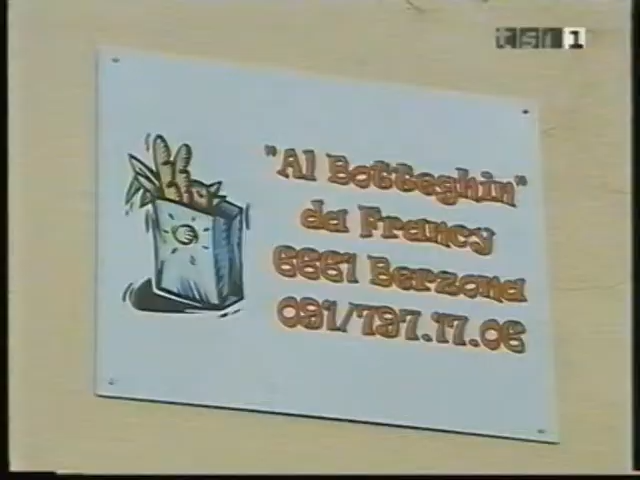 tsi 1
"Al Botteghin"
da Francy
6661 Berzona
091/797.17.06